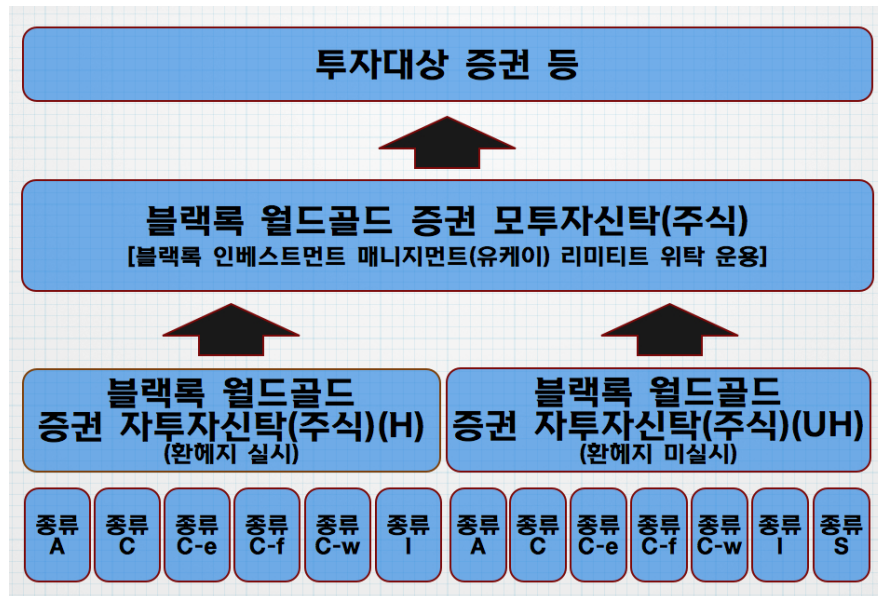 투자대상 증권 등
블랙록 월드골드 증권 모투자신탁(주식)
[블랙록 인베스트먼트 매니지먼트(유케이) 리미티트 위탁 운용]
블랙록 월드골드
증권 자투자신탁(주식)(H)
(환헤지 실시)
블랙록 월드골드
증권 자투자신탁(주식)(UH)
(환헤지 미실시)
종류
A
종류
C
종류
C-e
종류
C-f
종류
C-w
종류
I
종류
A
종류
C
종류
C-e
종류
C-f
종류
C-w
종류
I
종류
S